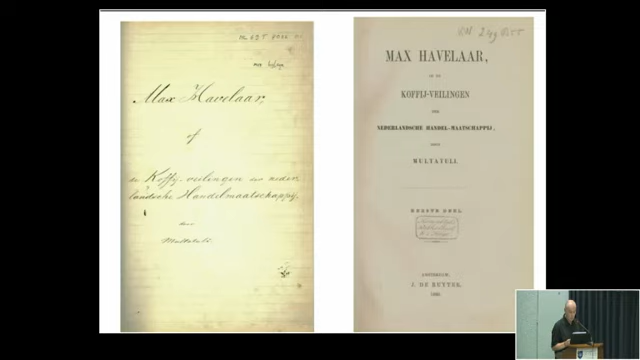 Max Havelaar,
of
de Koffij-veilingen der neder-
landsche Handelmaatschappij,
door
Multatuli.
MAX HAVELAAR,
OF DE
KOFFIJ-VEILINGEN
DER
NEDERLANDSCHE HANDEL-MAATSCHAPPIJ,
DOOR
MULTATULI.
EERSTE DEEL.
AMSTERDAM,
J. DE RUYTER.
1860.